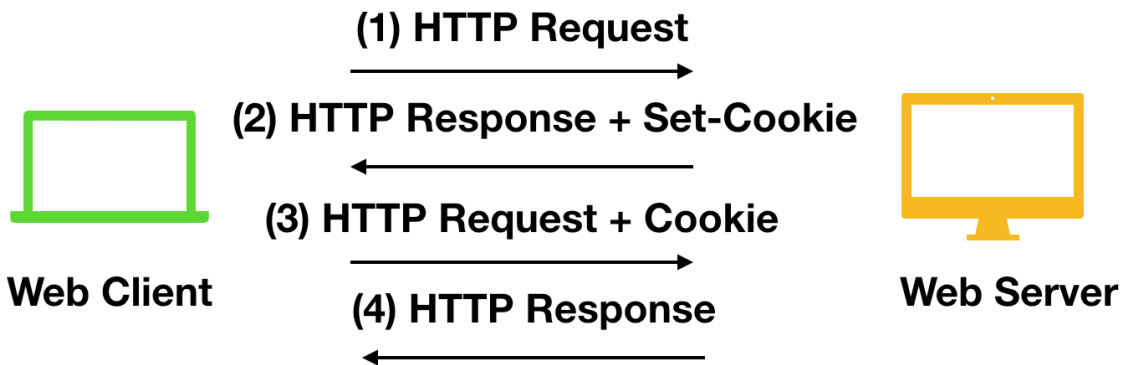 (1) HTTP Request
(2) HTTP Response + Set-Cookie
(3) HTTP Request + Cookie
Web Client
Web Server
(4) HTTP Response